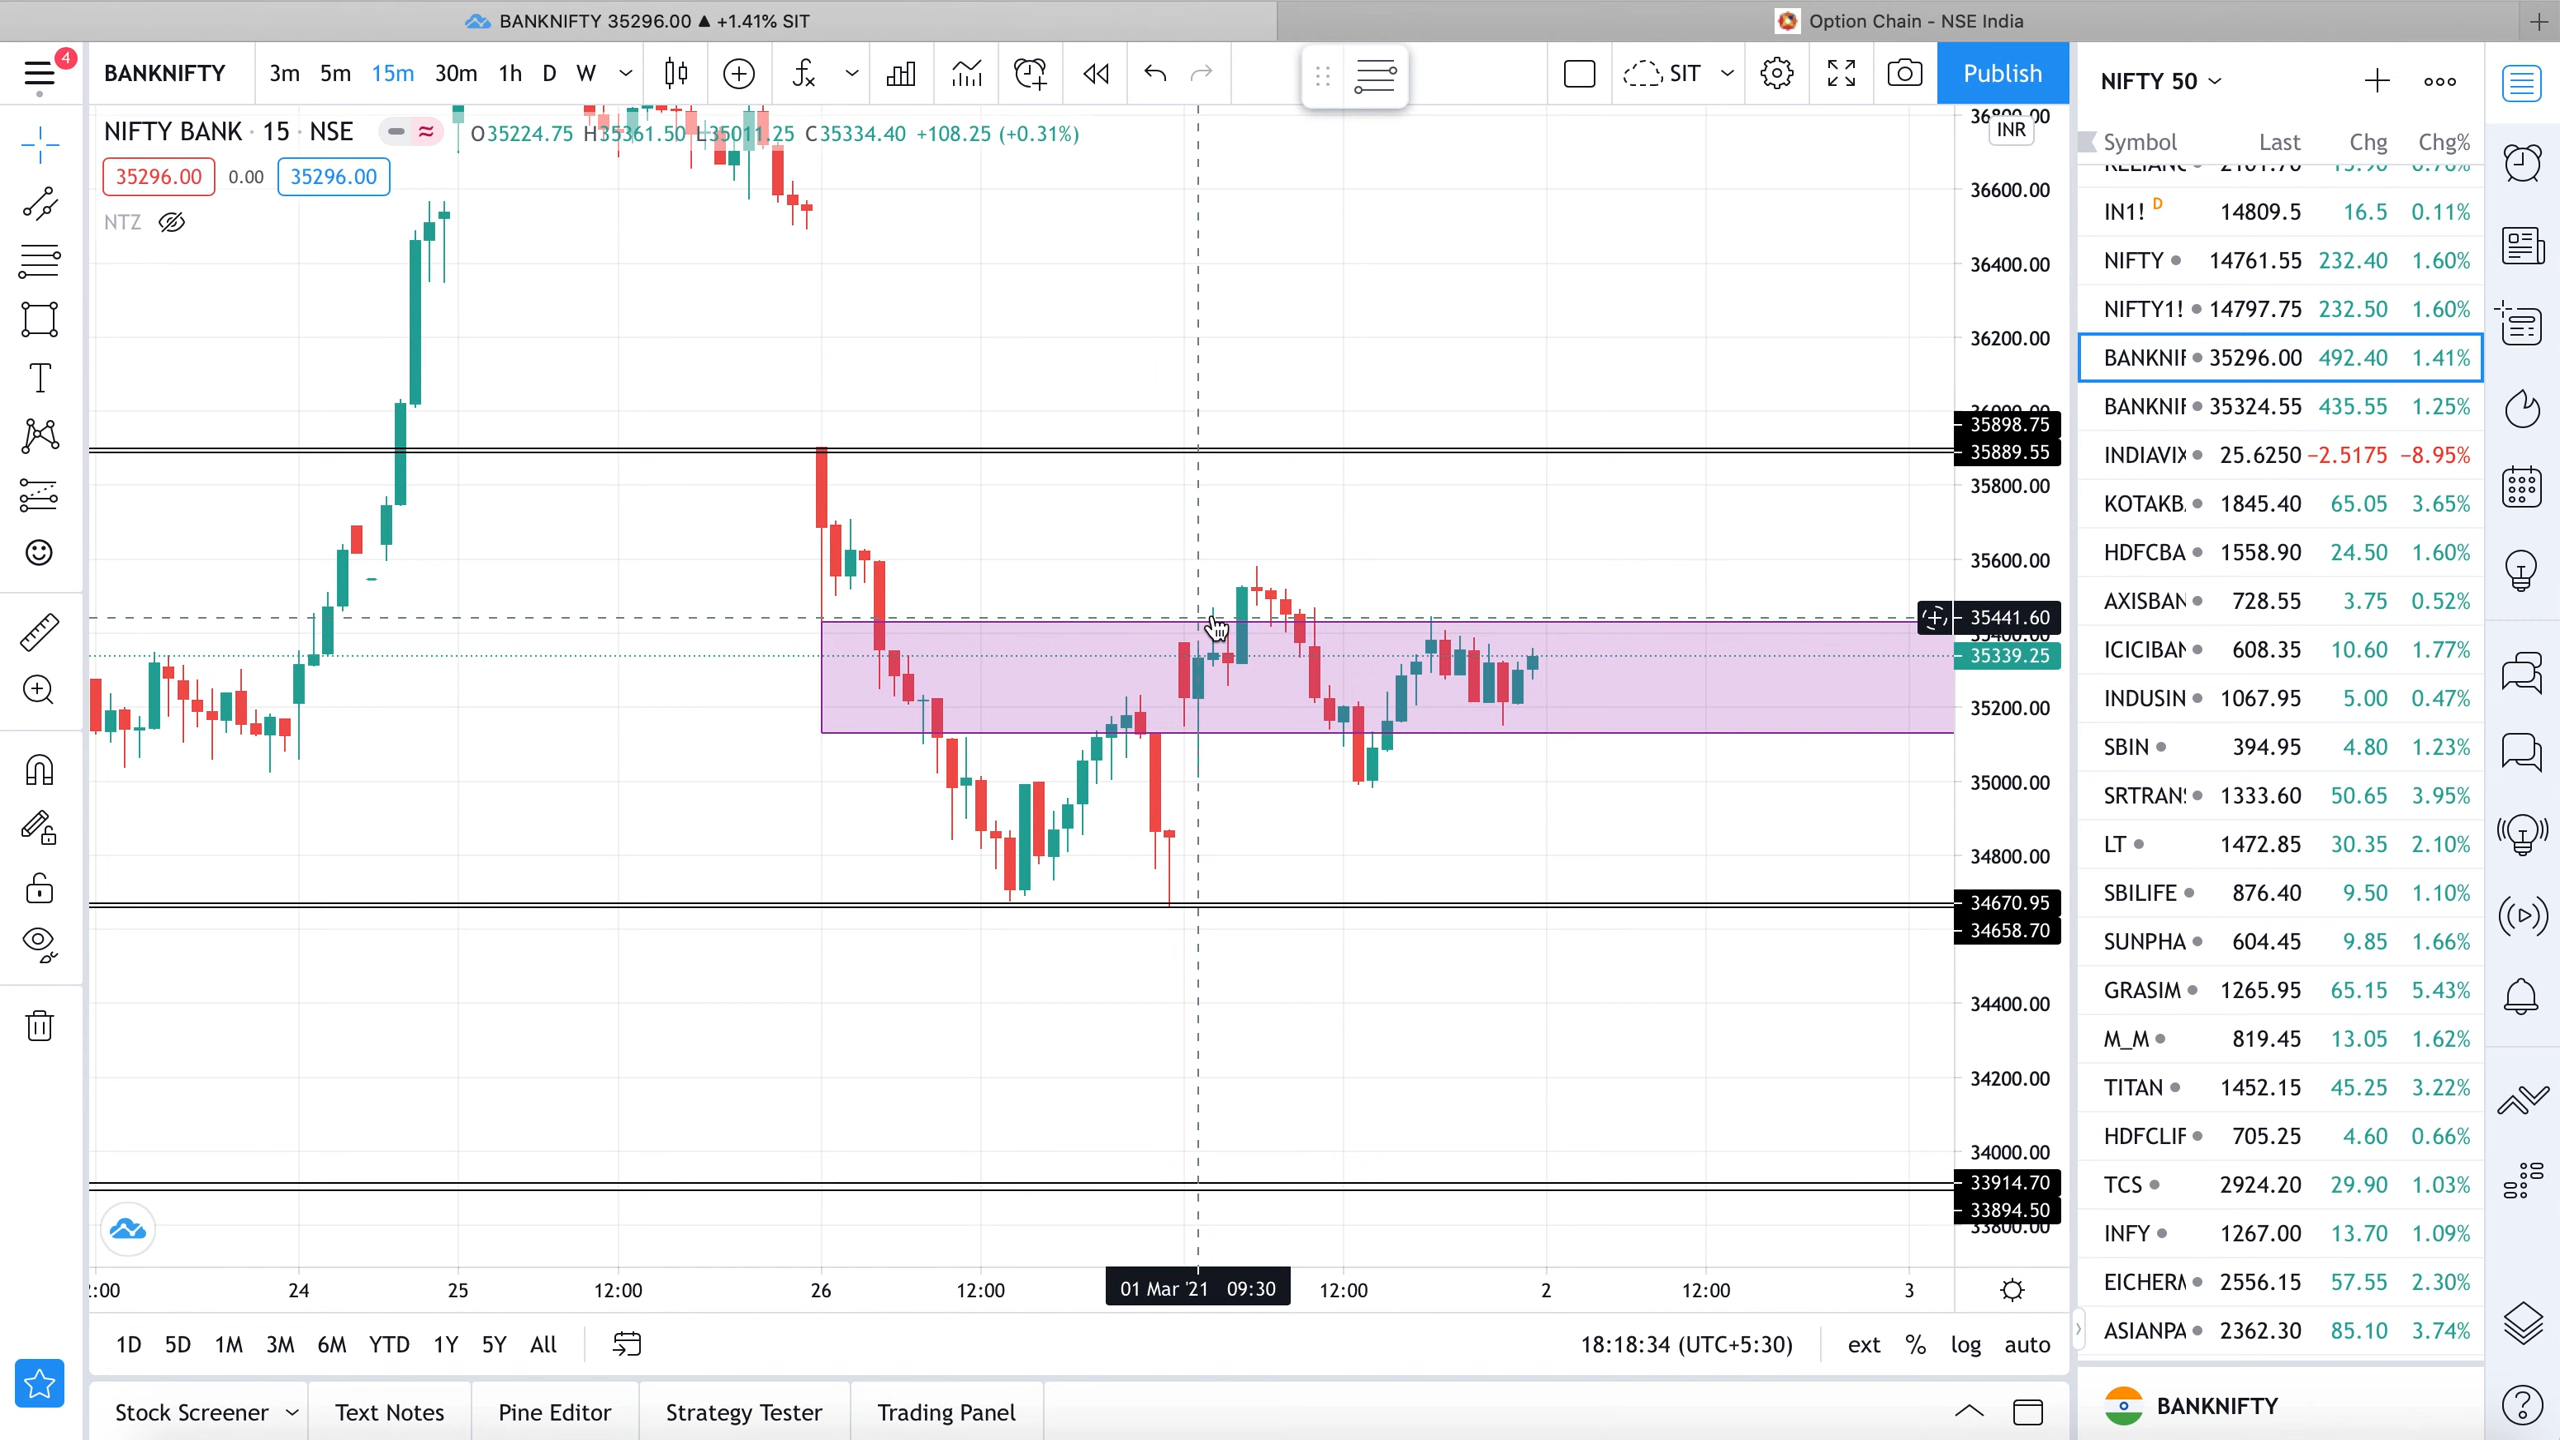 BANKNIFTY 35296.00 ▲ +1.41% SIT
Option Chain - NSE India
4
BANKNIFTY 3m 5m 15m 30m 1h D W
SIT
Publish
NIFTY 50
NIFTY BANK · 15 · NSE
O35224.75 H35361.50 L35011.25 C35334.40 +108.25 (+0.31%)
35296.00 0.00 35296.00
NTZ
INR
36600.00
36400.00
36200.00
35898.75
35889.55
35800.00
35600.00
35441.60
35339.25
35200.00
35000.00
34800.00
34670.95
34658.70
34400.00
34200.00
34000.00
33914.70
33894.50
33800.00
24 25 12:00 26 12:00 01 Mar '21 09:30 12:00 2 12:00 3
1D 5D 1M 3M 6M YTD 1Y 5Y All
18:18:34 (UTC+5:30) ext % log auto
Stock Screener Text Notes Pine Editor Strategy Tester Trading Panel
Symbol Last Chg Chg%
IN1! D 14809.5 16.5 0.11%
NIFTY 14761.55 232.40 1.60%
NIFTY1! 14797.75 232.50 1.60%
BANKNIF 35296.00 492.40 1.41%
BANKNIF 35324.55 435.55 1.25%
INDIAVIX 25.6250 −2.5175 −8.95%
KOTAKB 1845.40 65.05 3.65%
HDFCBA 1558.90 24.50 1.60%
AXISBAN 728.55 3.75 0.52%
ICICIBAN 608.35 10.60 1.77%
INDUSIN 1067.95 5.00 0.47%
SBIN 394.95 4.80 1.23%
SRTRANS 1333.60 50.65 3.95%
LT 1472.85 30.35 2.10%
SBILIFE 876.40 9.50 1.10%
SUNPHA 604.45 9.85 1.66%
GRASIM 1265.95 65.15 5.43%
M_M 819.45 13.05 1.62%
TITAN 1452.15 45.25 3.22%
HDFCLIF 705.25 4.60 0.66%
TCS 2924.20 29.90 1.03%
INFY 1267.00 13.70 1.09%
EICHERM 2556.15 57.55 2.30%
ASIANPA 2362.30 85.10 3.74%
BANKNIFTY